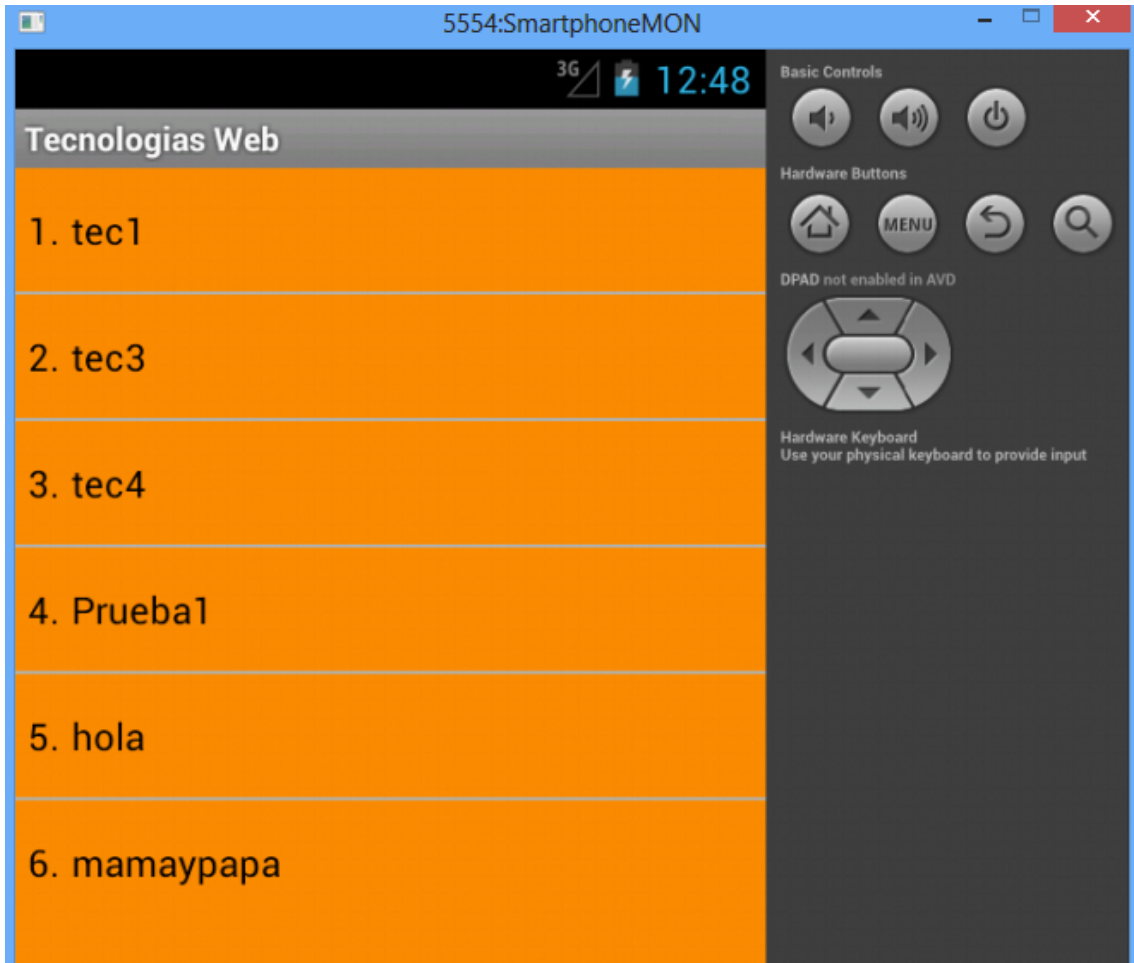 5554:SmartphoneMON
3G 12:48
Tecnologias Web
1. tec1
2. tec3
3. tec4
4. Prueba1
5. hola
6. mamaypapa
Basic Controls
Hardware Buttons
MENU
DPAD not enabled in AVD
Hardware Keyboard
Use your physical keyboard to provide input